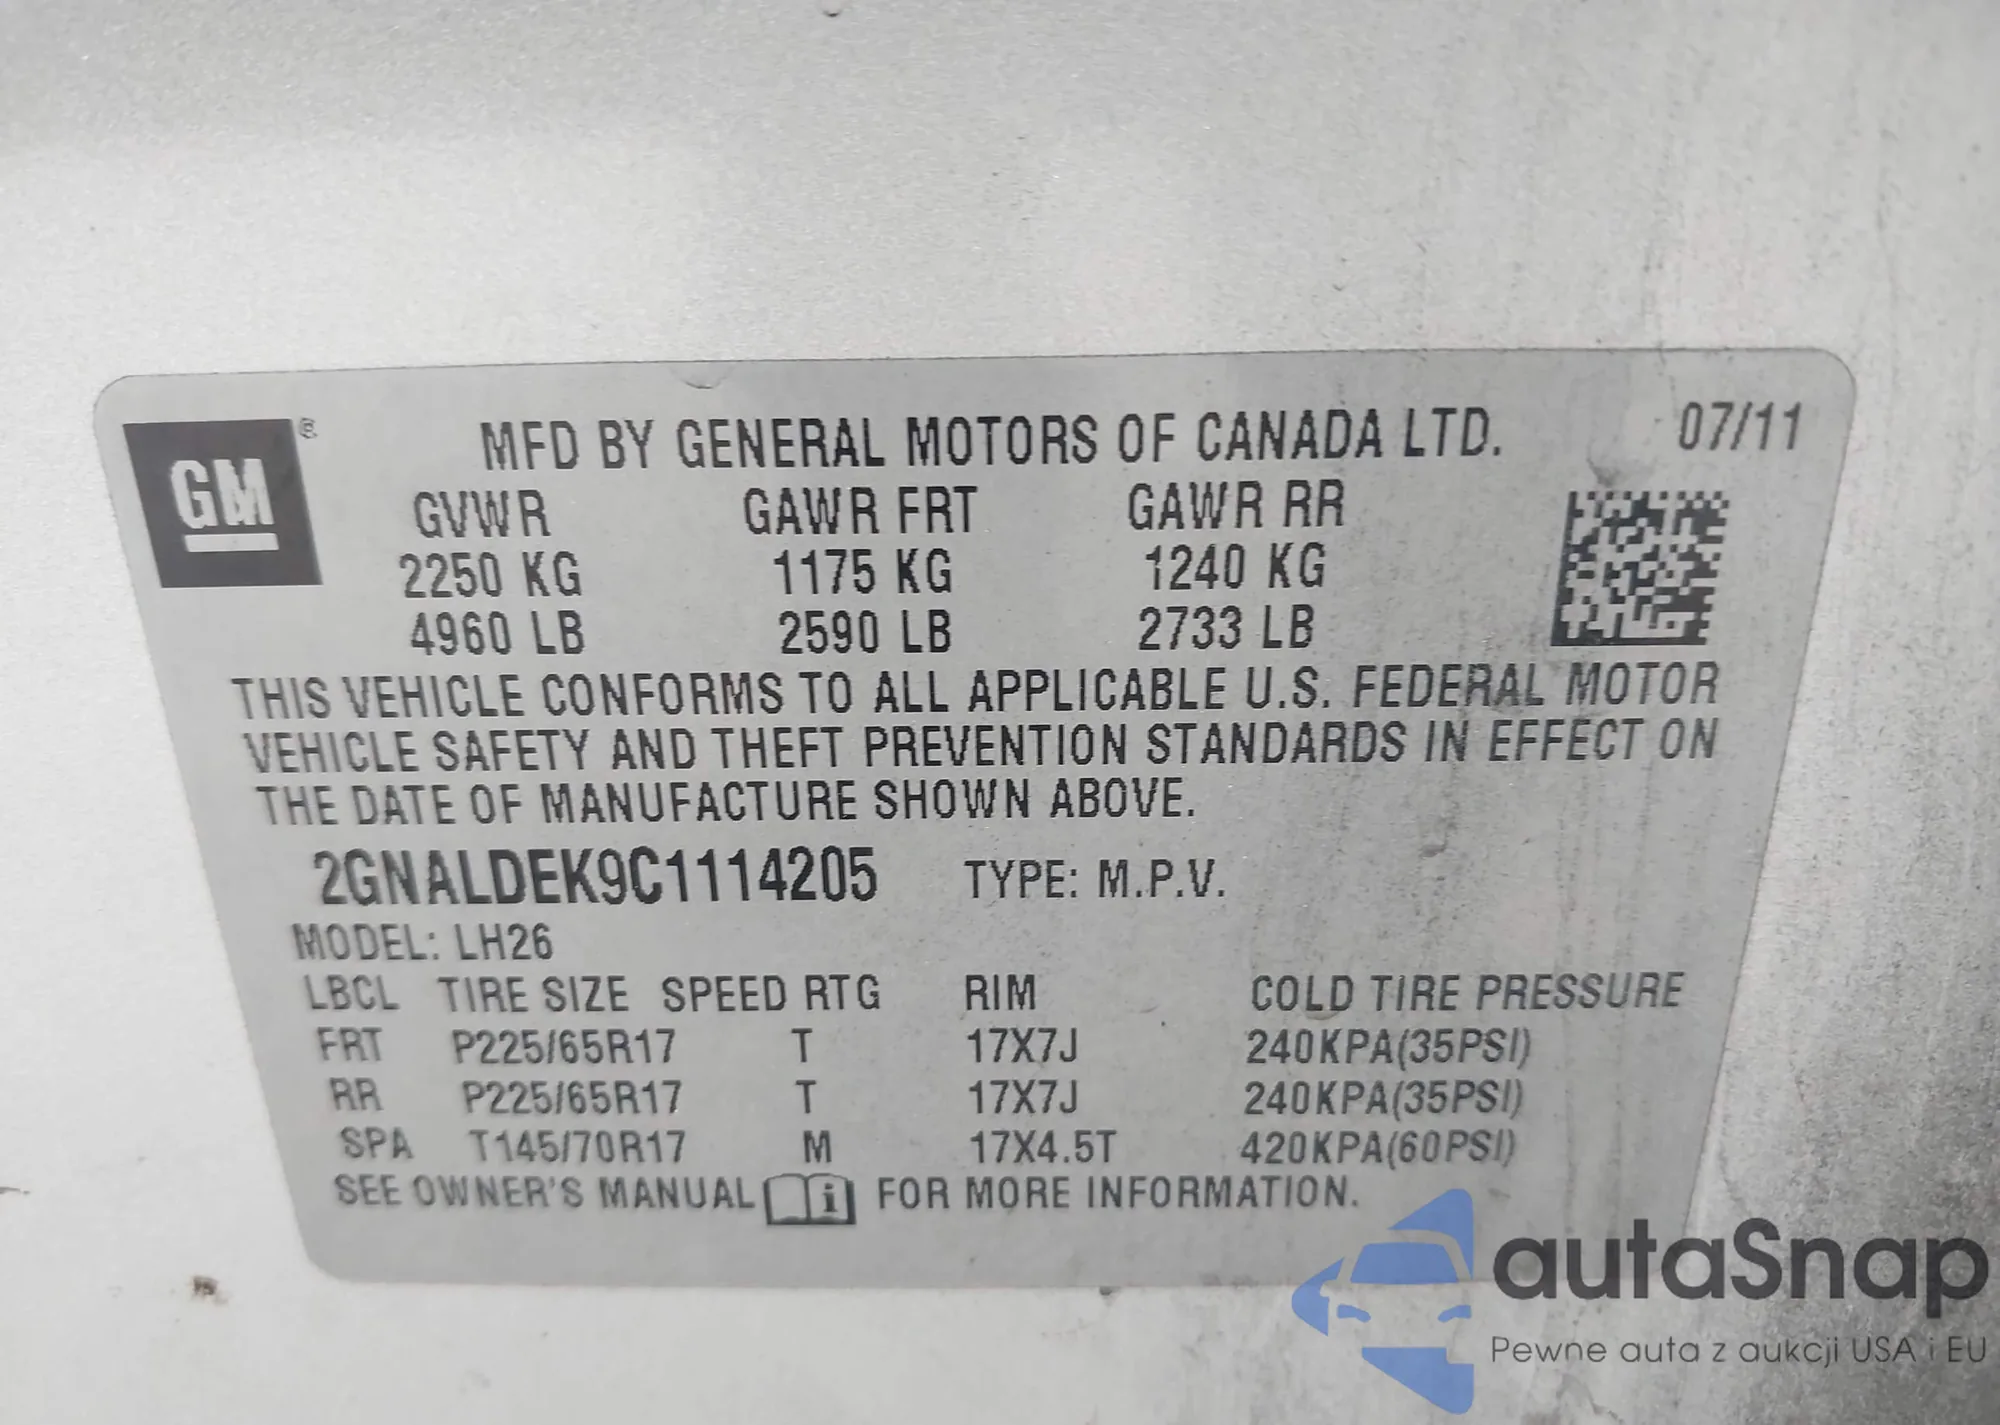 GM ®
MFD BY GENERAL MOTORS OF CANADA LTD. 07/11
GVWR GAWR FRT GAWR RR
2250 KG 1175 KG 1240 KG
4960 LB 2590 LB 2733 LB
THIS VEHICLE CONFORMS TO ALL APPLICABLE U.S. FEDERAL MOTOR
VEHICLE SAFETY AND THEFT PREVENTION STANDARDS IN EFFECT ON
THE DATE OF MANUFACTURE SHOWN ABOVE.
2GNALDEK9C1114205 TYPE: M.P.V.
MODEL: LH26
LBCL TIRE SIZE SPEED RTG RIM COLD TIRE PRESSURE
FRT P225/65R17 T 17X7J 240KPA(35PSI)
RR P225/65R17 T 17X7J 240KPA(35PSI)
SPA T145/70R17 M 17X4.5T 420KPA(60PSI)
SEE OWNER'S MANUAL i FOR MORE INFORMATION.
autaSnap
Pewne auta z aukcji USA i EU